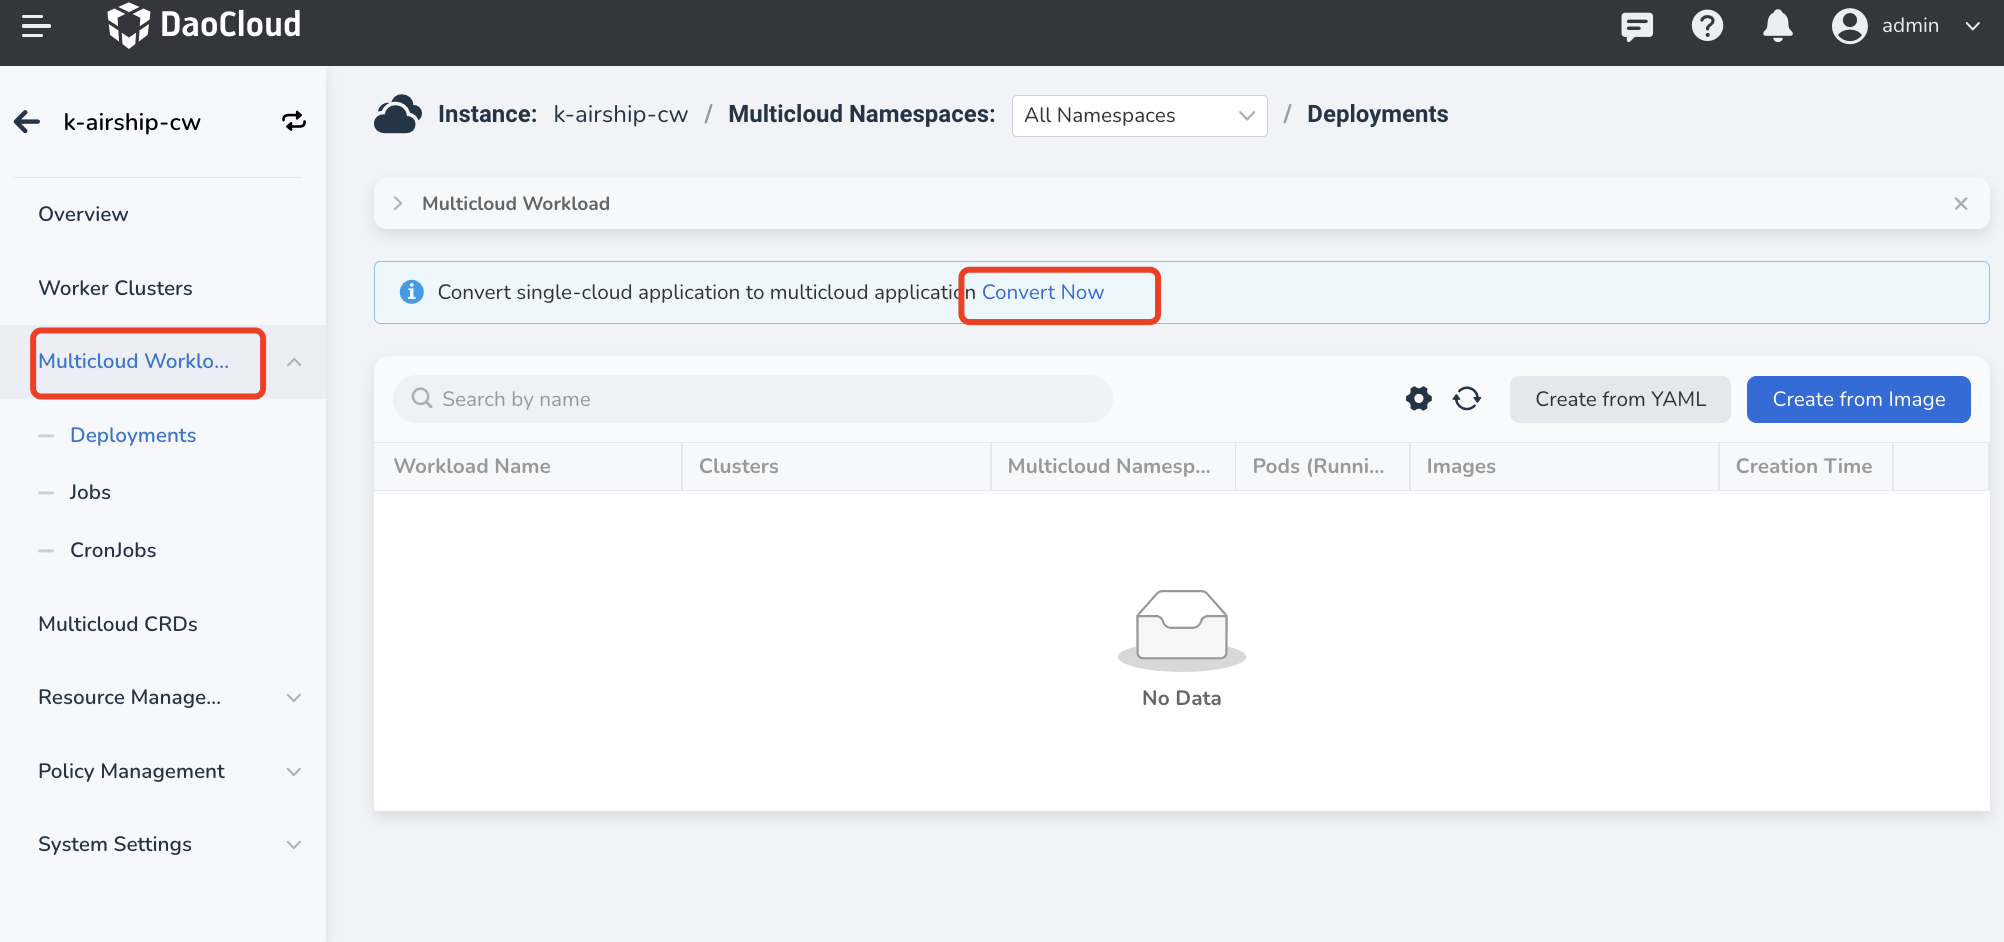 DaoCloud
admin
k-airship-cw
Overview
Worker Clusters
Multicloud Worklo...
Deployments
Jobs
CronJobs
Multicloud CRDs
Resource Manage...
Policy Management
System Settings
Instance: k-airship-cw / Multicloud Namespaces: All Namespaces / Deployments
Multicloud Workload
Convert single-cloud application to multicloud application Convert Now
Search by name
Create from YAML
Create from Image
Workload Name Clusters Multicloud Namesp... Pods (Runni... Images Creation Time
No Data